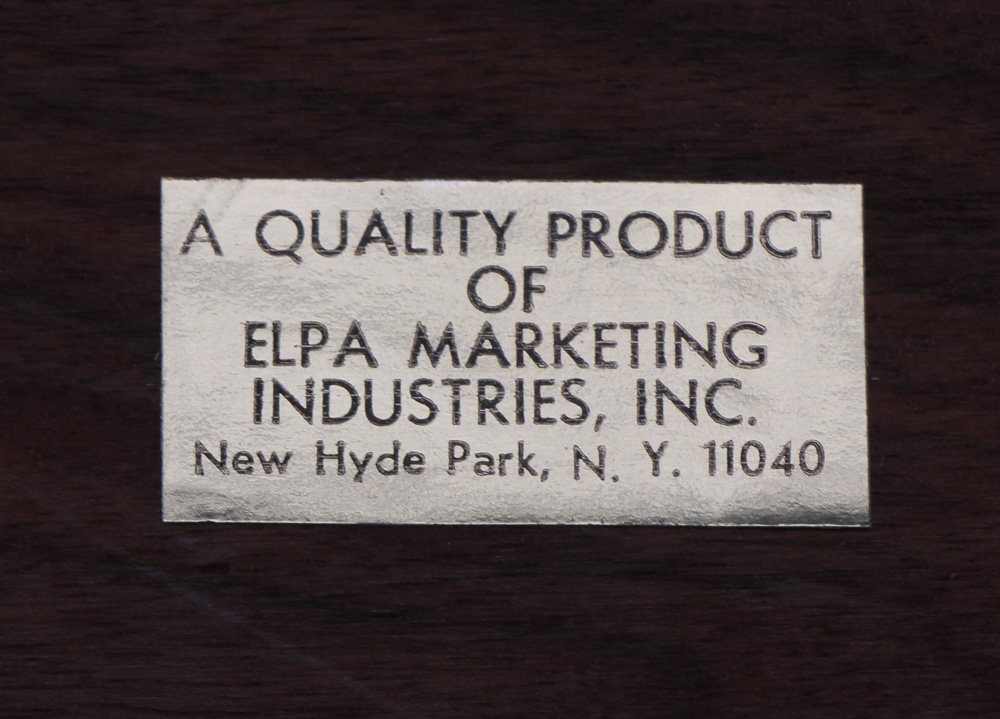 A QUALITY PRODUCT
OF
ELPA MARKETING
INDUSTRIES, INC.
New Hyde Park, N. Y. 11040